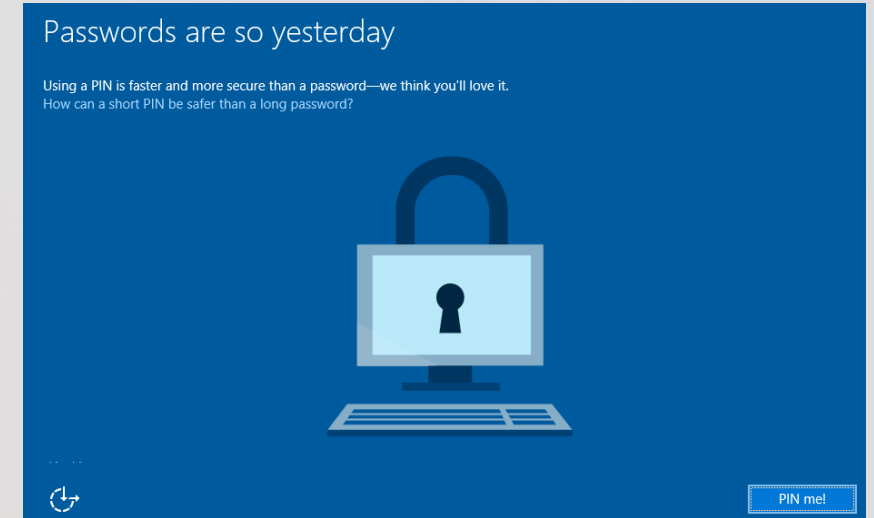 Passwords are so yesterday
Using a PIN is faster and more secure than a password—we think you'll love it.
How can a short PIN be safer than a long password?
PIN me!